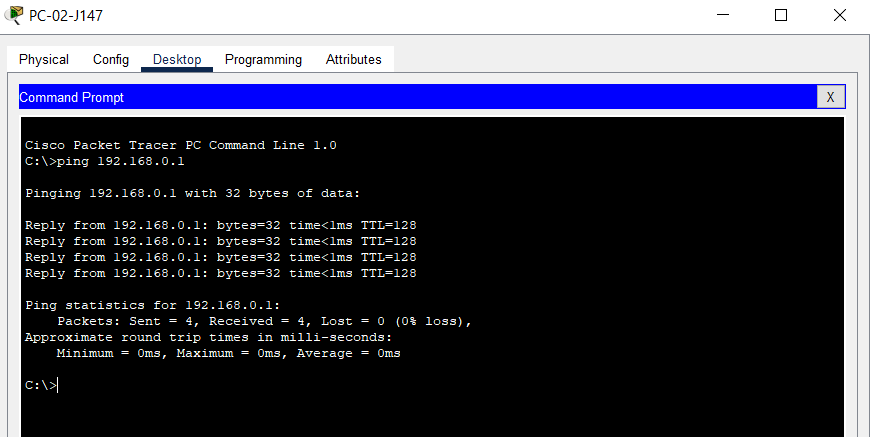 PC-02-J147
Physical Config Desktop Programming Attributes
Command Prompt X
Cisco Packet Tracer PC Command Line 1.0
C:\>ping 192.168.0.1
Pinging 192.168.0.1 with 32 bytes of data:
Reply from 192.168.0.1: bytes=32 time<1ms TTL=128
Reply from 192.168.0.1: bytes=32 time<1ms TTL=128
Reply from 192.168.0.1: bytes=32 time<1ms TTL=128
Reply from 192.168.0.1: bytes=32 time<1ms TTL=128
Ping statistics for 192.168.0.1:
Packets: Sent = 4, Received = 4, Lost = 0 (0% loss),
Approximate round trip times in milli-seconds:
Minimum = 0ms, Maximum = 0ms, Average = 0ms
C:\>